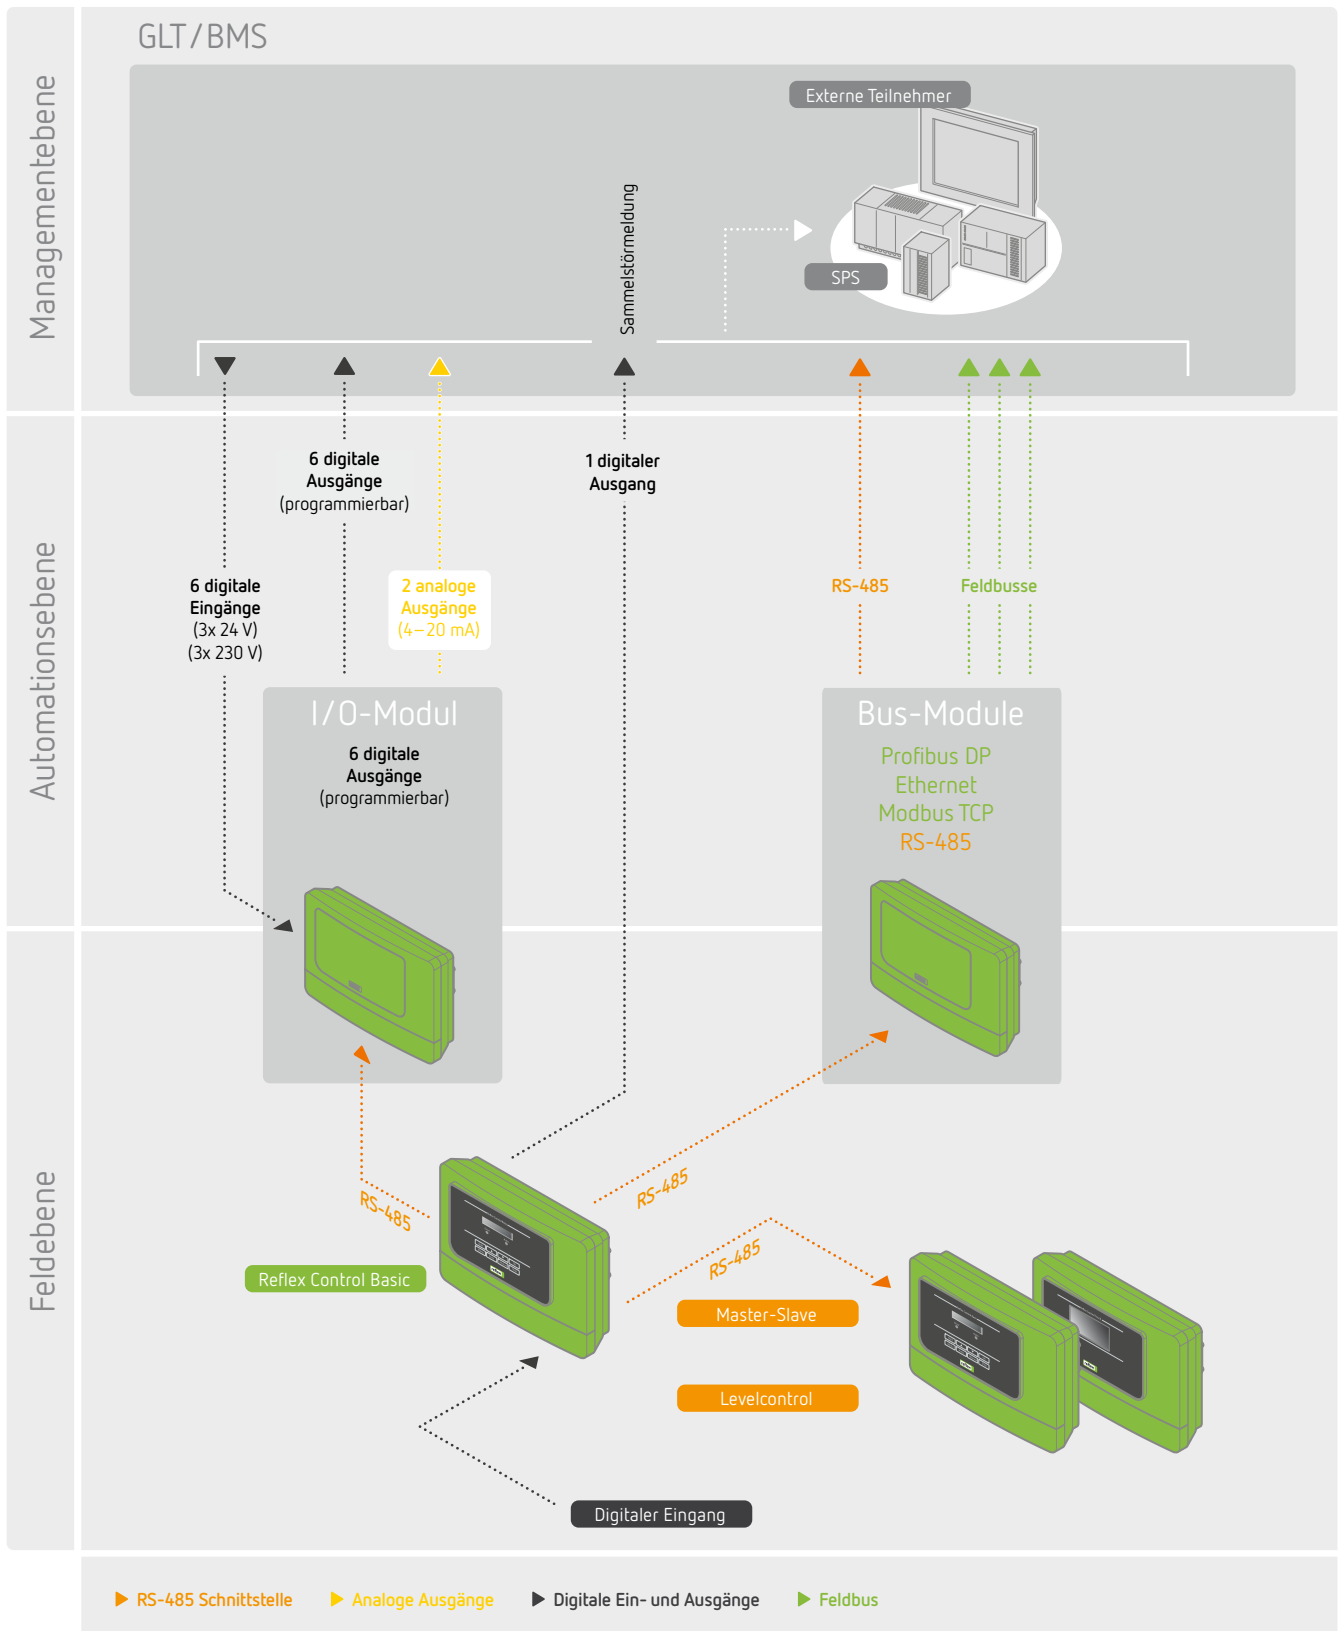 GLT/BMS
Managementebene
Externe Teilnehmer
SPS
Sammelstörmeldung
Automationsebene
6 digitale
Eingänge
(3x 24 V)
(3x 230 V)
6 digitale
Ausgänge
(programmierbar)
2 analoge
Ausgänge
(4–20 mA)
1 digitaler
Ausgang
RS-485
Feldbusse
I/O-Modul
6 digitale
Ausgänge
(programmierbar)
Bus-Module
Profibus DP
Ethernet
Modbus TCP
RS-485
Feldebene
RS-485
RS-485
RS-485
Reflex Control Basic
Master-Slave
Levelcontrol
Digitaler Eingang
RS-485 Schnittstelle
Analoge Ausgänge
Digitale Ein- und Ausgänge
Feldbus